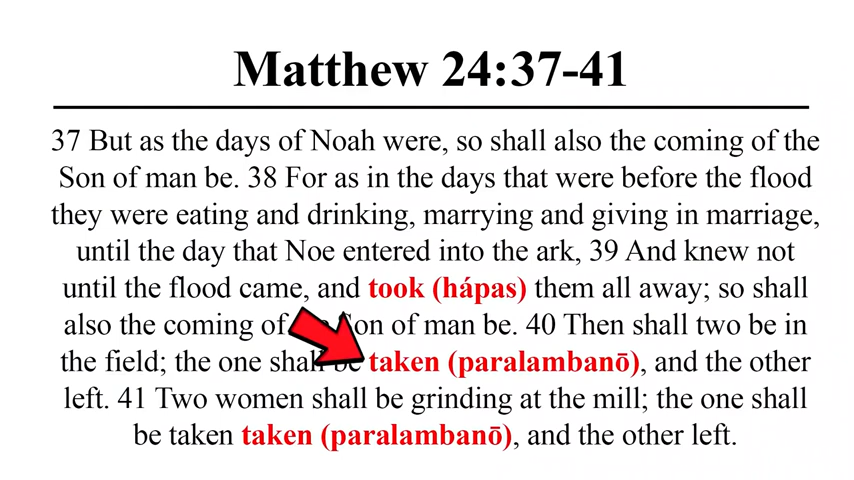 Matthew 24:37-41
37 But as the days of Noah were, so shall also the coming of the
Son of man be. 38 For as in the days that were before the flood
they were eating and drinking, marrying and giving in marriage,
until the day that Noe entered into the ark, 39 And knew not
until the flood came, and took (hápas) them all away; so shall
also the coming of Son of man be. 40 Then shall two be in
the field; the one shall be taken (paralambanō), and the other
left. 41 Two women shall be grinding at the mill; the one shall
be taken taken (paralambanō), and the other left.